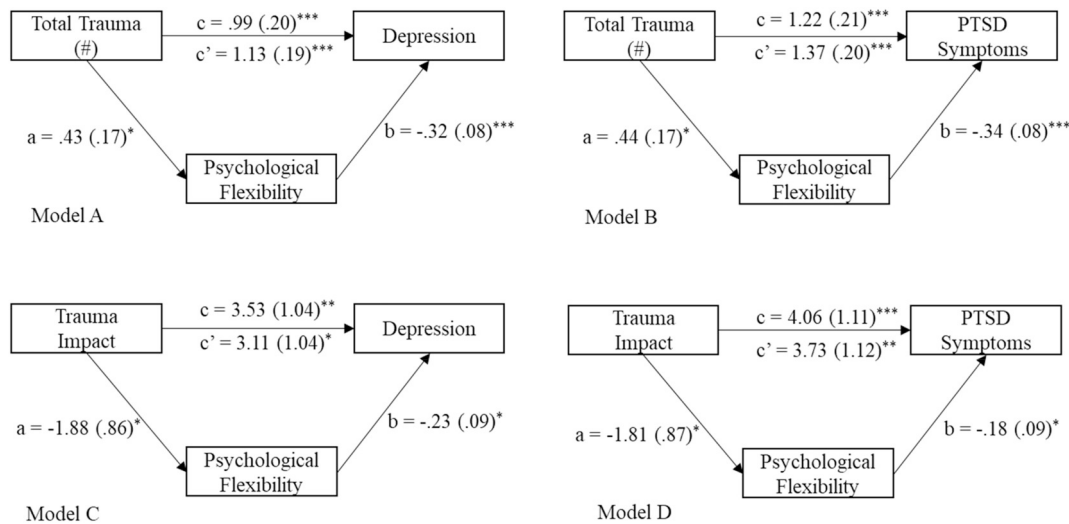 Total Trauma
(#)
c = .99 (.20)***
c’ = 1.13 (.19)***
Depression
a = .43 (.17)*
b = -.32 (.08)***
Psychological
Flexibility
Model A
Total Trauma
(#)
c = 1.22 (.21)***
c’ = 1.37 (.20)***
PTSD
Symptoms
a = .44 (.17)*
b = -.34 (.08)***
Psychological
Flexibility
Model B
Trauma
Impact
c = 3.53 (1.04)**
c’ = 3.11 (1.04)*
Depression
a = -1.88 (.86)*
b = -.23 (.09)*
Psychological
Flexibility
Model C
Trauma
Impact
c = 4.06 (1.11)***
c’ = 3.73 (1.12)**
PTSD
Symptoms
a = -1.81 (.87)*
b = -.18 (.09)*
Psychological
Flexibility
Model D